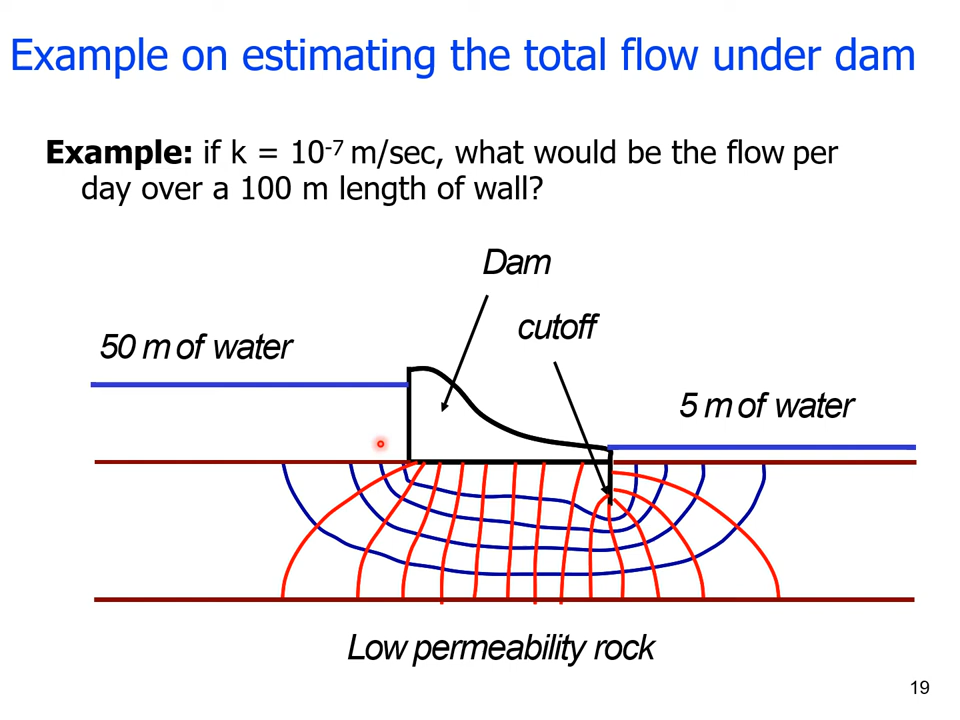 Example on estimating the total flow under dam
Example: if k = 10⁻⁷ m/sec, what would be the flow per
day over a 100 m length of wall?
Dam
cutoff
50 m of water
5 m of water
Low permeability rock
19